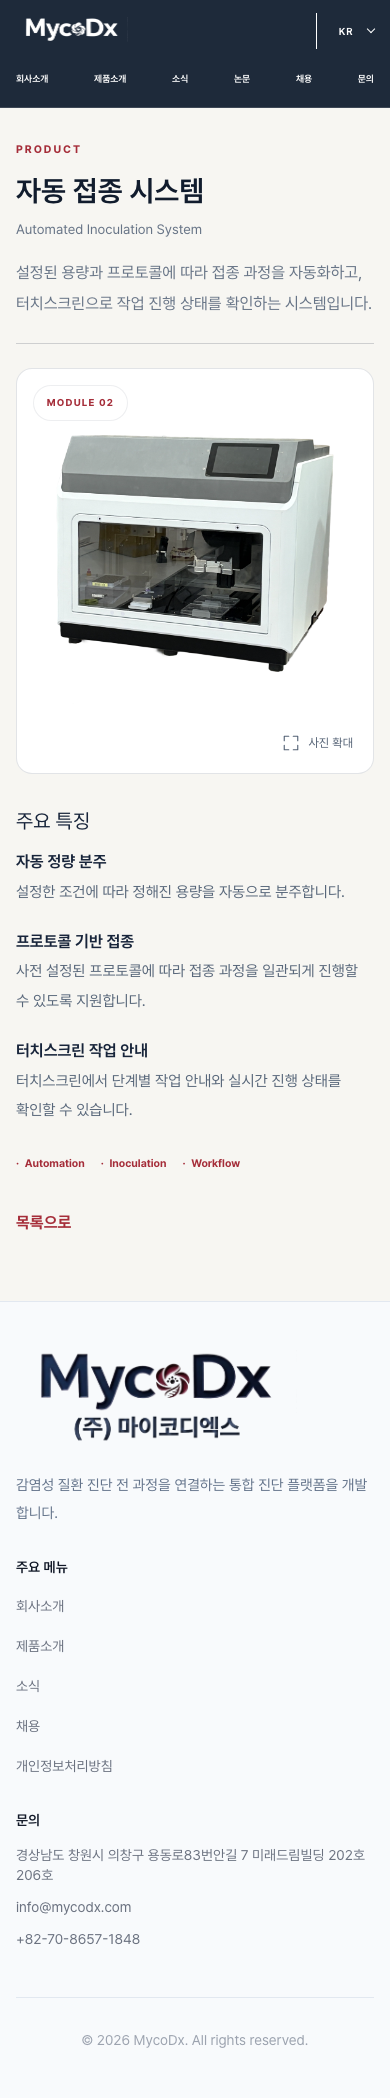 MycoDx
KR
회사소개 제품소개 소식 논문 채용 문의
PRODUCT
자동 접종 시스템
Automated Inoculation System
설정된 용량과 프로토콜에 따라 접종 과정을 자동화하고,
터치스크린으로 작업 진행 상태를 확인하는 시스템입니다.
MODULE 02
사진 확대
주요 특징
자동 정량 분주
설정한 조건에 따라 정해진 용량을 자동으로 분주합니다.
프로토콜 기반 접종
사전 설정된 프로토콜에 따라 접종 과정을 일관되게 진행할
수 있도록 지원합니다.
터치스크린 작업 안내
터치스크린에서 단계별 작업 안내와 실시간 진행 상태를
확인할 수 있습니다.
· Automation · Inoculation · Workflow
목록으로
MycoDx
(주) 마이코디엑스
감염성 질환 진단 전 과정을 연결하는 통합 진단 플랫폼을 개발
합니다.
주요 메뉴
회사소개
제품소개
소식
채용
개인정보처리방침
문의
경상남도 창원시 의창구 용동로83번안길 7 미래드림빌딩 202호
206호
info@mycodx.com
+82-70-8657-1848
© 2026 MycoDx. All rights reserved.